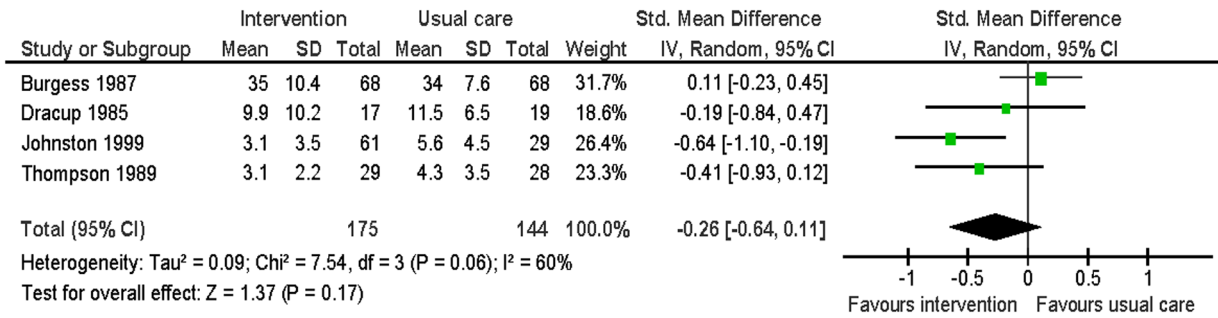 Intervention Usual care Std. Mean Difference Std. Mean Difference
Study or Subgroup Mean SD Total Mean SD Total Weight IV, Random, 95% CI IV, Random, 95% CI
Burgess 1987 35 10.4 68 34 7.6 68 31.7% 0.11 [-0.23, 0.45]
Dracup 1985 9.9 10.2 17 11.5 6.5 19 18.6% -0.19 [-0.84, 0.47]
Johnston 1999 3.1 3.5 61 5.6 4.5 29 26.4% -0.64 [-1.10, -0.19]
Thompson 1989 3.1 2.2 29 4.3 3.5 28 23.3% -0.41 [-0.93, 0.12]
Total (95% CI) 175 144 100.0% -0.26 [-0.64, 0.11]
Heterogeneity: Tau² = 0.09; Chi² = 7.54, df = 3 (P = 0.06); I² = 60%
Test for overall effect: Z = 1.37 (P = 0.17)
-1 -0.5 0 0.5 1
Favours intervention Favours usual care